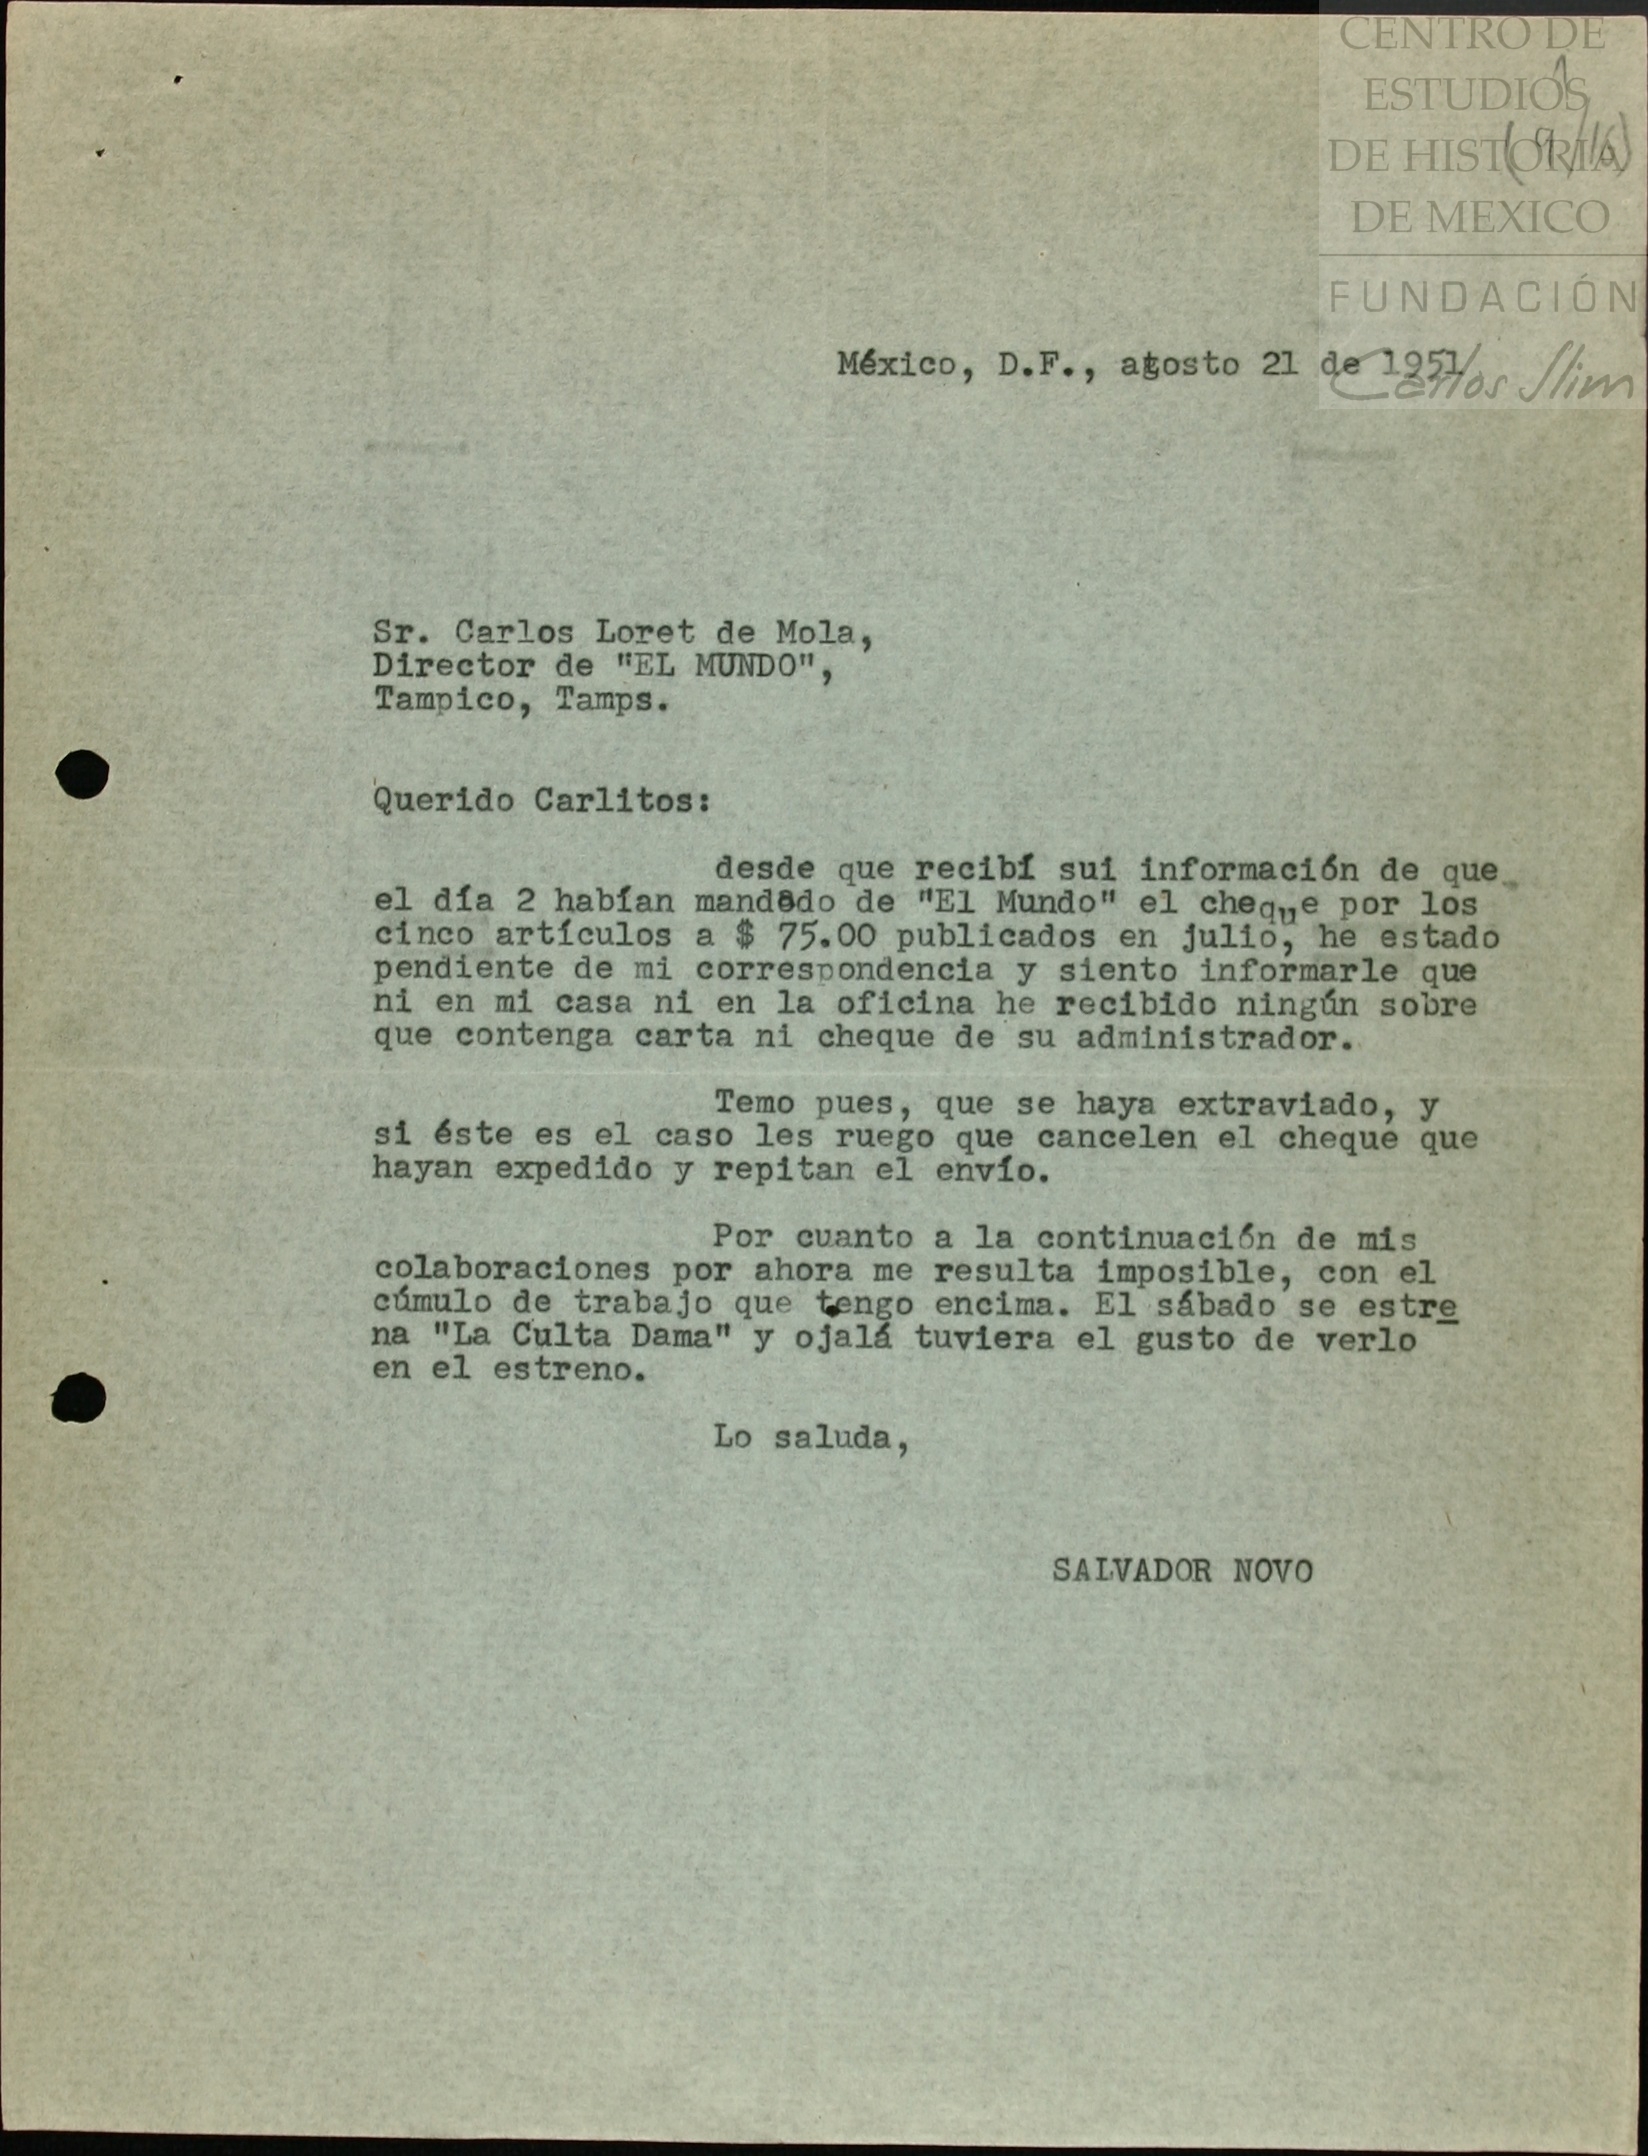 CENTRO DE
ESTUDIOS
DE HISTORIA
DE MEXICO
FUNDACIÓN
Carlos Slim
México, D.F., agosto 21 de 1951
Sr. Carlos Loret de Mola,
Director de "EL MUNDO",
Tampico, Tamps.
Querido Carlitos:
desde que recibí sui información de que
el día 2 habían mandado de "El Mundo" el cheque por los
cinco artículos a $ 75.00 publicados en julio, he estado
pendiente de mi correspondencia y siento informarle que
ni en mi casa ni en la oficina he recibido ningún sobre
que contenga carta ni cheque de su administrador.
Temo pues, que se haya extraviado, y
si éste es el caso les ruego que cancelen el cheque que
hayan expedido y repitan el envío.
Por cuanto a la continuación de mis
colaboraciones por ahora me resulta imposible, con el
cúmulo de trabajo que tengo encima. El sábado se estre
na "La Culta Dama" y ojalá tuviera el gusto de verlo
en el estreno.
Lo saluda,
SALVADOR NOVO